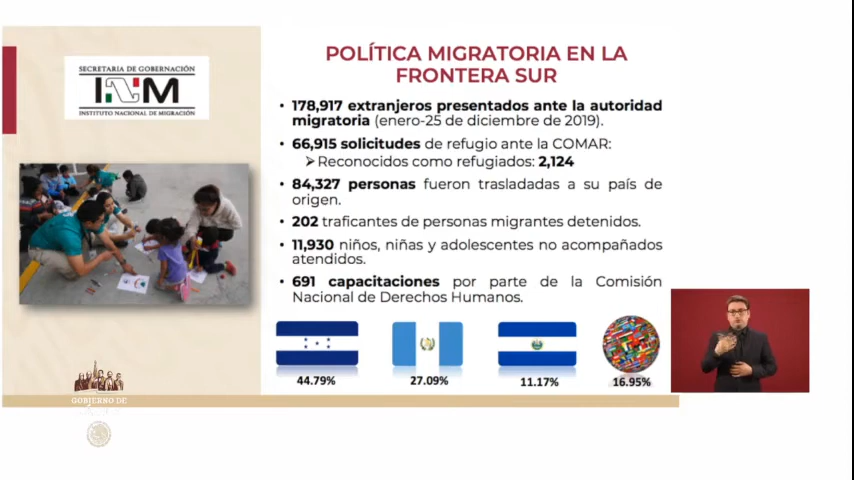 SECRETARÍA DE GOBERNACIÓN
INM
INSTITUTO NACIONAL DE MIGRACIÓN
POLÍTICA MIGRATORIA EN LA
FRONTERA SUR
• 178,917 extranjeros presentados ante la autoridad
migratoria (enero-25 de diciembre de 2019).
• 66,915 solicitudes de refugio ante la COMAR:
➢Reconocidos como refugiados: 2,124
• 84,327 personas fueron trasladadas a su país de
origen.
• 202 traficantes de personas migrantes detenidos.
• 11,930 niños, niñas y adolescentes no acompañados
atendidos.
• 691 capacitaciones por parte de la Comisión
Nacional de Derechos Humanos.
44.79% 27.09% 11.17% 16.95%
GOBIERNO DE